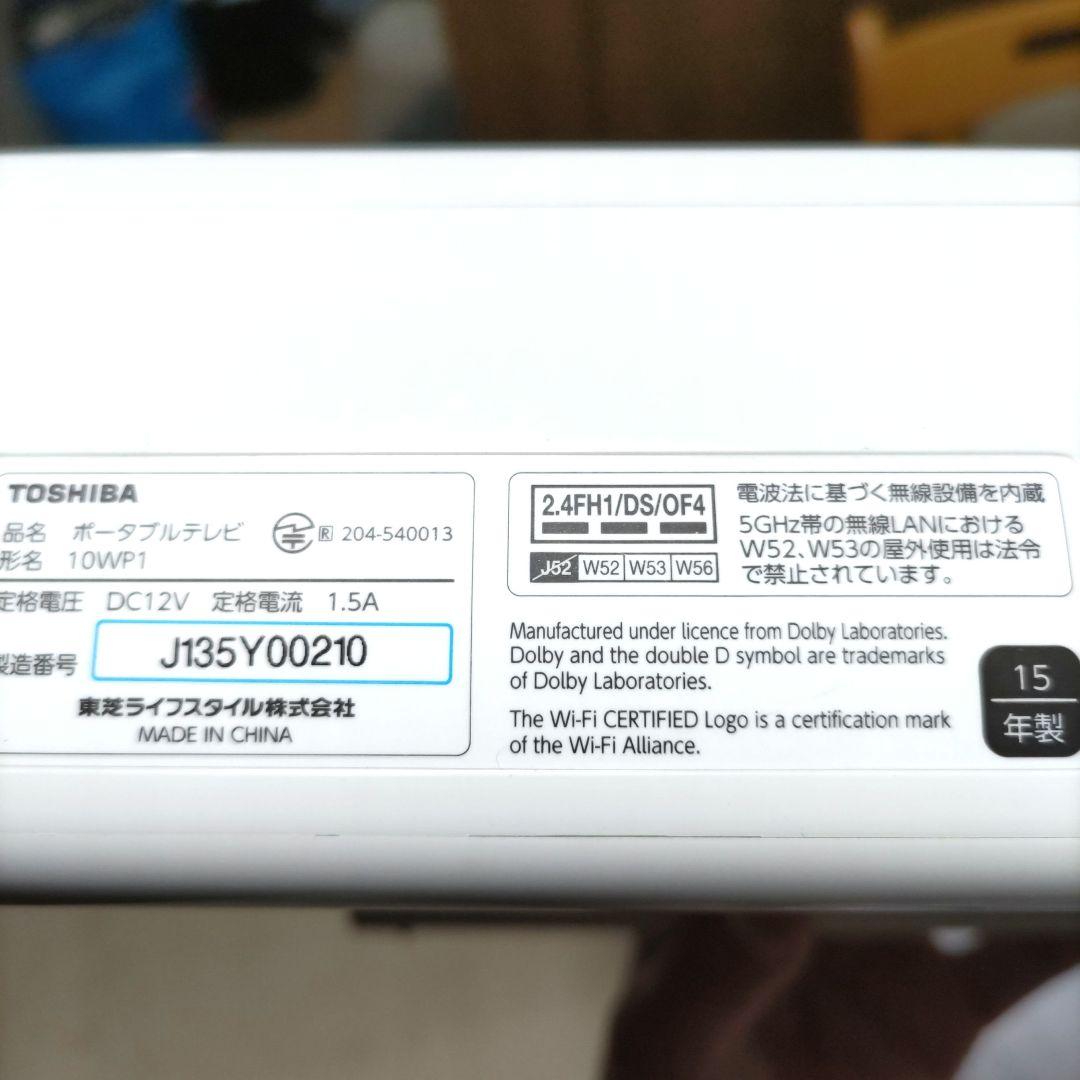 TOSHIBA
品名 ポータブルテレビ R 204-540013
形名 10WP1
定格電圧 DC12V 定格電流 1.5A
製造番号 J135Y00210
東芝ライフスタイル株式会社
MADE IN CHINA
2.4FH1/DS/OF4
J52 W52 W53 W56
電波法に基づく無線設備を内蔵
5GHz帯の無線LANにおける
W52、W53の屋外使用は法令
で禁止されています。
Manufactured under licence from Dolby Laboratories.
Dolby and the double D symbol are trademarks
of Dolby Laboratories.
The Wi-Fi CERTIFIED Logo is a certification mark
of the Wi-Fi Alliance.
15
年製